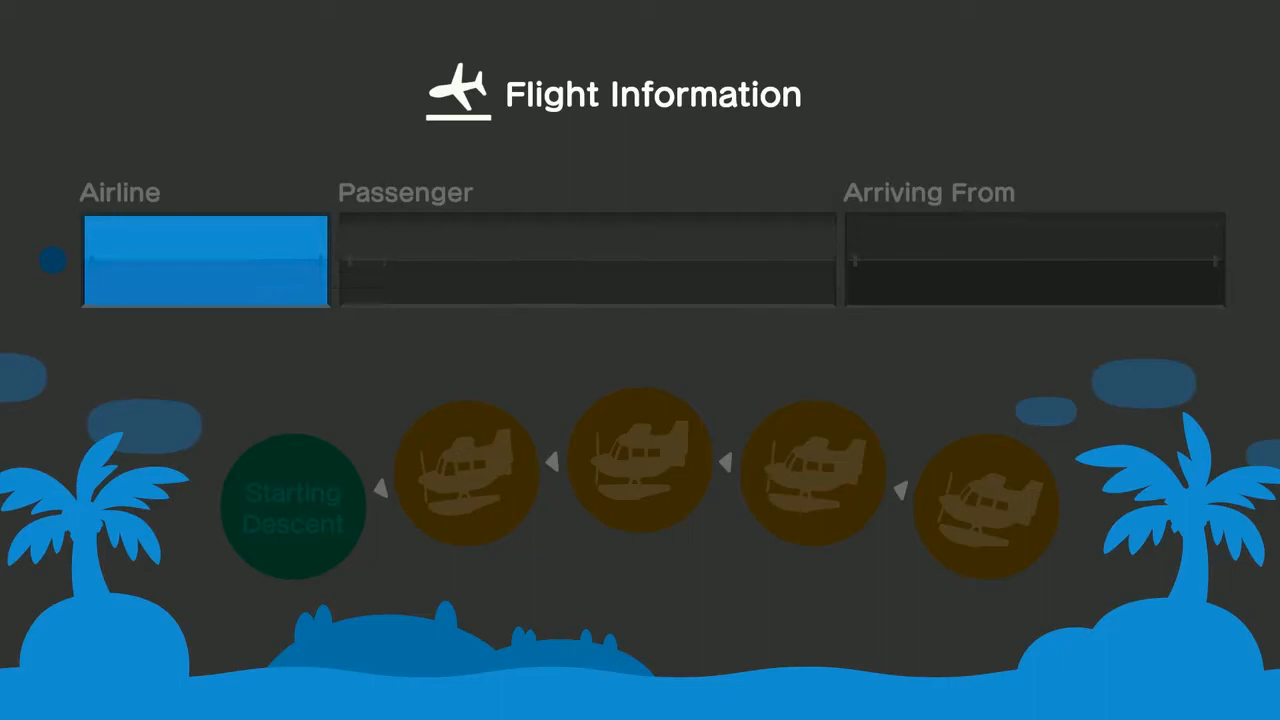 Flight Information
Airline
Passenger
Arriving From
Starting
Descent